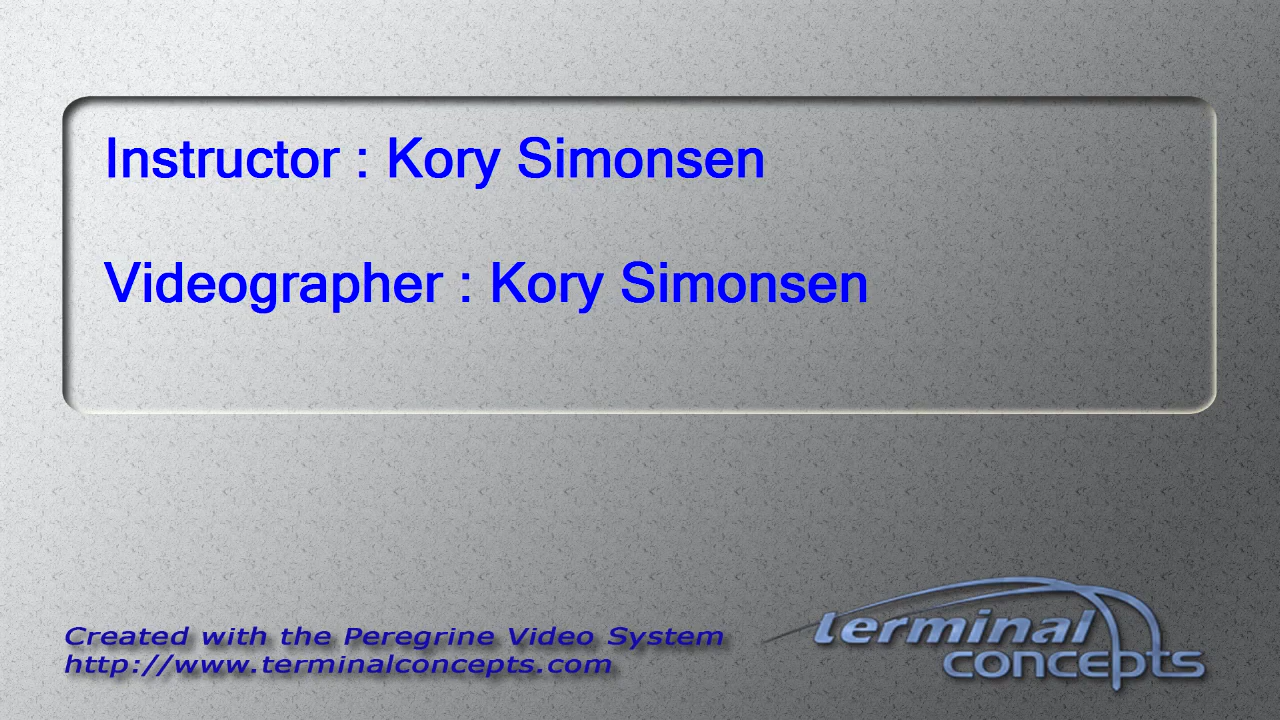 Instructor : Kory Simonsen
Videographer : Kory Simonsen
Created with the Peregrine Video System
http://www.terminalconcepts.com
terminal
concepts